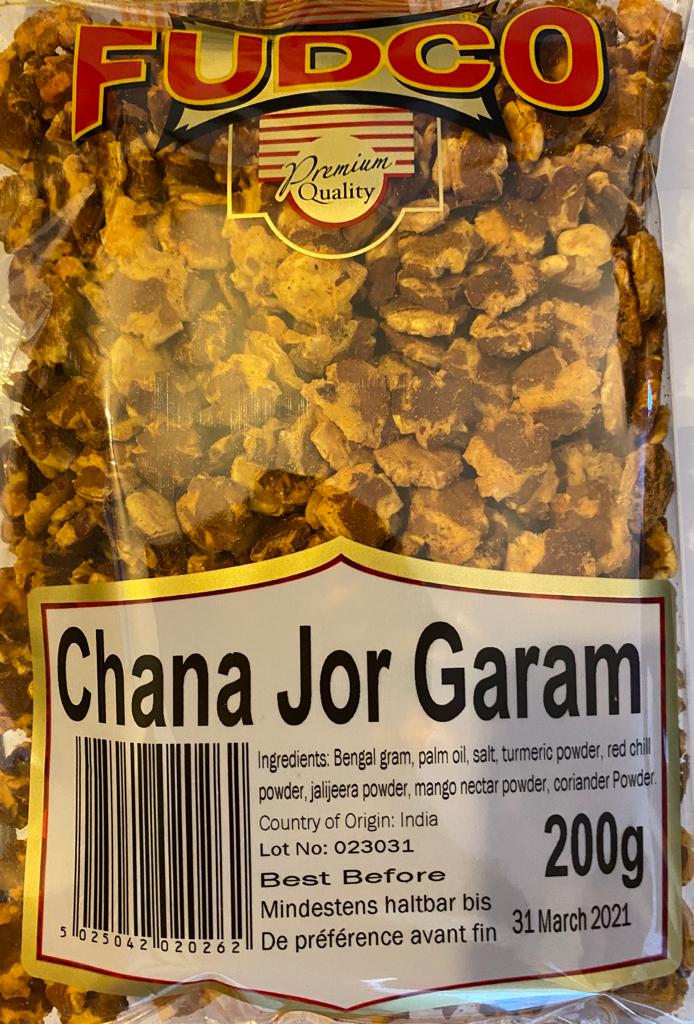 FUDCO
Premium
Quality
Chana Jor Garam
Ingredients: Bengal gram, palm oil, salt, turmeric powder, red chill
powder, jalijeera powder, mango nectar powder, coriander Powder.
Country of Origin: India
200g
Lot No: 023031
Best Before
Mindestens haltbar bis
De préférence avant fin
31 March 2021
5 025042 020262